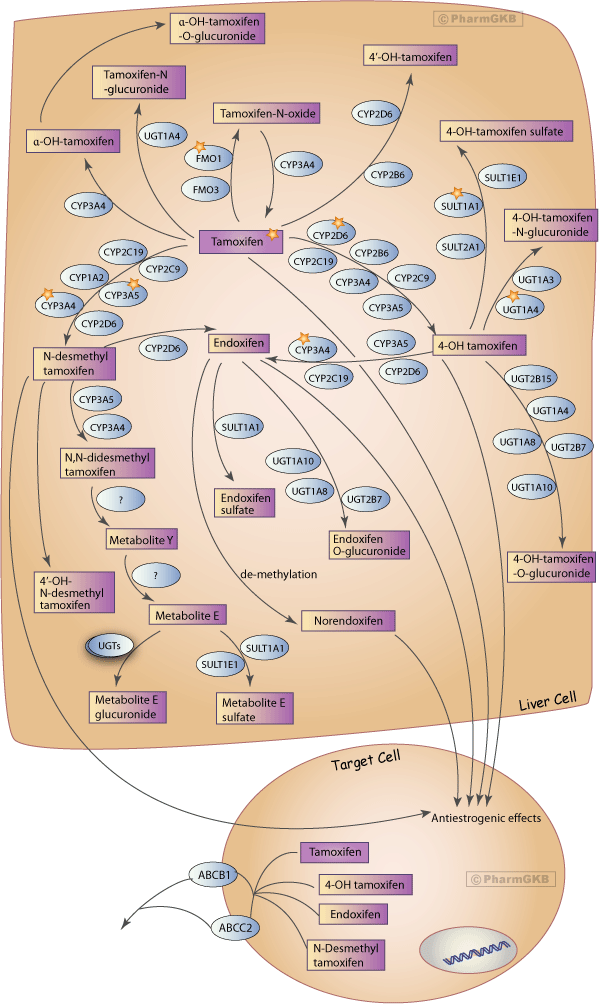 α-OH-tamoxifen
-O-glucuronide
©PharmGKB
4'-OH-tamoxifen
Tamoxifen-N
-glucuronide
Tamoxifen-N-oxide
CYP2D6
4-OH-tamoxifen sulfate
α-OH-tamoxifen
UGT1A4
FMO1
CYP3A4
CYP2B6
SULT1E1
FMO3
CYP3A4
SULT1A1
4-OH-tamoxifen
-N-glucuronide
Tamoxifen
CYP2D6
SULT2A1
CYP2C19
CYP2B6
CYP2C19
CYP2C9
CYP1A2
CYP2C9
CYP3A4
UGT1A3
CYP3A4
CYP3A5
CYP3A5
UGT1A4
CYP2D6
N-desmethyl
tamoxifen
CYP2D6
Endoxifen
CYP3A4
CYP3A5
4-OH tamoxifen
CYP2C19
CYP2D6
UGT2B15
CYP3A5
CYP3A4
SULT1A1
UGT1A4
UGT1A8
UGT2B7
N,N-didesmethyl
tamoxifen
UGT1A10
UGT1A8
UGT2B7
UGT1A10
?
Endoxifen
sulfate
Metabolite Y
Endoxifen
O-glucuronide
4-OH-tamoxifen
-O-glucuronide
?
de-methylation
4'-OH-
N-desmethyl
tamoxifen
Metabolite E
Norendoxifen
UGTs
SULT1A1
SULT1E1
Metabolite E
glucuronide
Metabolite E
sulfate
Liver Cell
Target Cell
Antiestrogenic effects
Tamoxifen
ABCB1
4-OH tamoxifen
©PharmGKB
Endoxifen
ABCC2
N-Desmethyl
tamoxifen